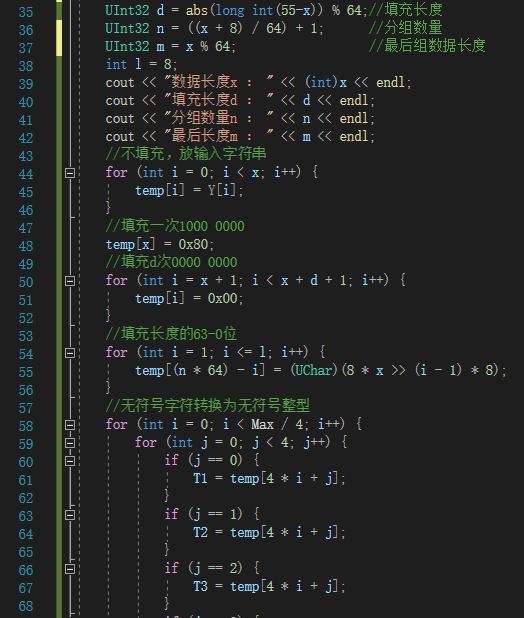 35 UInt32 d = abs(long int(55-x)) % 64;//填充长度
36 UInt32 n = ((x + 8) / 64) + 1; //分组数量
37 UInt32 m = x % 64; //最后组数据长度
38 int l = 8;
39 cout << "数据长度x : " << (int)x << endl;
40 cout << "填充长度d : " << d << endl;
41 cout << "分组数量n : " << n << endl;
42 cout << "最后长度m : " << m << endl;
43 //不填充，放输入字符串
44 for (int i = 0; i < x; i++) {
45 temp[i] = Y[i];
46 }
47 //填充一次1000 0000
48 temp[x] = 0x80;
49 //填充d次0000 0000
50 for (int i = x + 1; i < x + d + 1; i++) {
51 temp[i] = 0x00;
52 }
53 //填充长度的63-0位
54 for (int i = 1; i <= l; i++) {
55 temp[(n * 64) - i] = (UChar)(8 * x >> (i - 1) * 8);
56 }
57 //无符号字符转换为无符号整型
58 for (int i = 0; i < Max / 4; i++) {
59 for (int j = 0; j < 4; j++) {
60 if (j == 0) {
61 T1 = temp[4 * i + j];
62 }
63 if (j == 1) {
64 T2 = temp[4 * i + j];
65 }
66 if (j == 2) {
67 T3 = temp[4 * i + j];
68 }